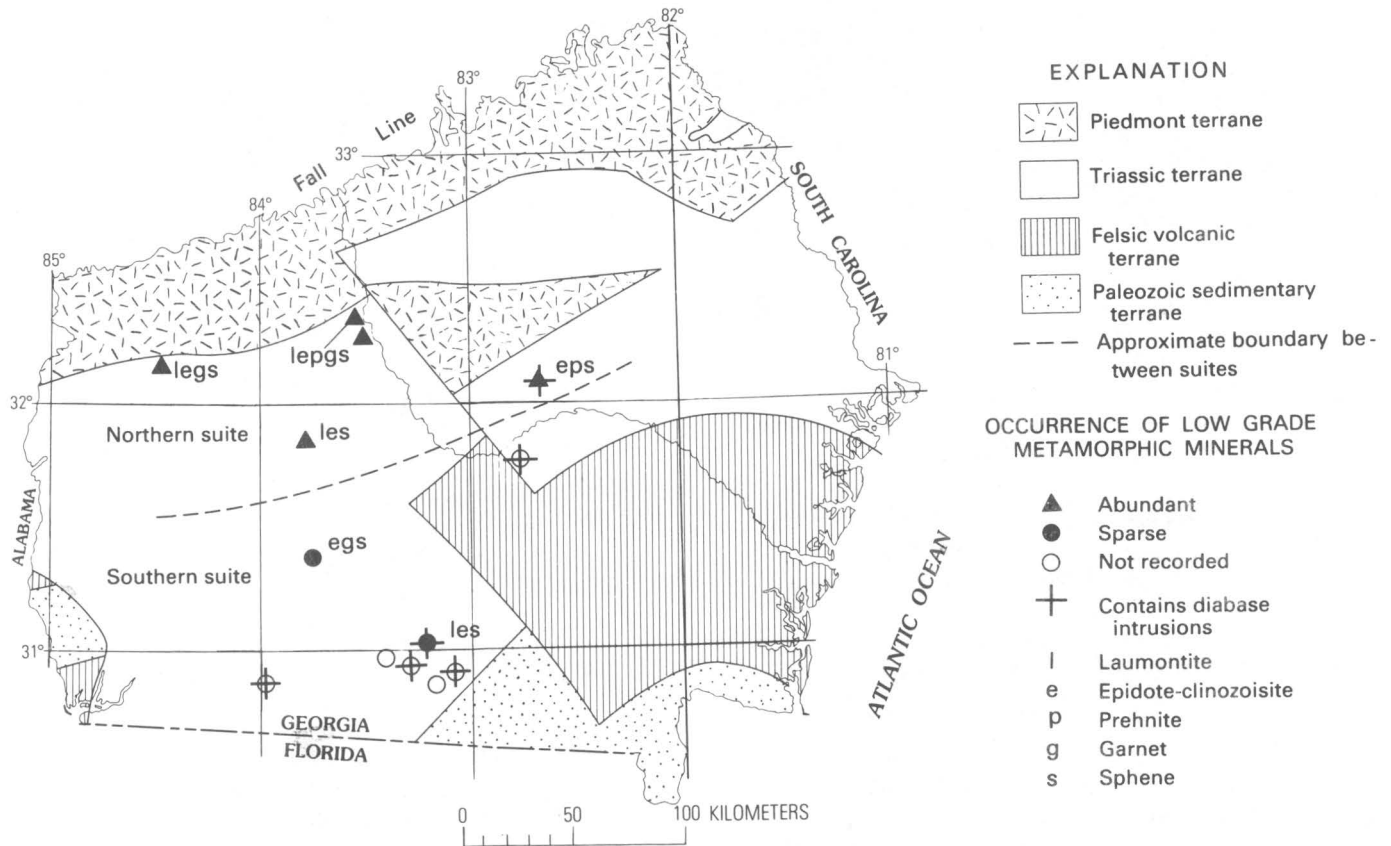 82°
83°
Line
Fall
33°
84°
85°
SOUTH CAROLINA
81°
lepgs
legs
eps
32°
Northern suite
les
ALABAMA
egs
Southern suite
les
31°
ATLANTIC OCEAN
GEORGIA
FLORIDA
0 50 100 KILOMETERS
EXPLANATION
Piedmont terrane
Triassic terrane
Felsic volcanic
terrane
Paleozoic sedimentary
terrane
Approximate boundary be-
tween suites
OCCURRENCE OF LOW GRADE
METAMORPHIC MINERALS
Abundant
Sparse
Not recorded
Contains diabase
intrusions
l Laumontite
e Epidote-clinozoisite
p Prehnite
g Garnet
s Sphene